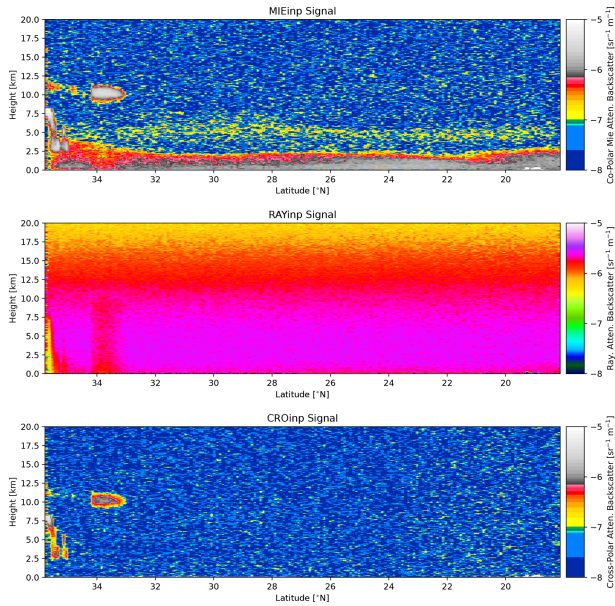 MIEinp Signal
20.0
17.5
15.0
12.5
10.0
7.5
5.0
2.5
0.0
Height [km]
34 32 30 28 26 24 22 20
Latitude [°N]
−5
−6
−7
−8
Co-Polar Mie Atten. Backscatter [sr⁻¹ m⁻¹]
RAYinp Signal
20.0
17.5
15.0
12.5
10.0
7.5
5.0
2.5
0.0
Height [km]
34 32 30 28 26 24 22 20
Latitude [°N]
−5
−6
−7
−8
Ray. Atten. Backscatter [sr⁻¹ m⁻¹]
CROinp Signal
20.0
17.5
15.0
12.5
10.0
7.5
5.0
2.5
0.0
Height [km]
34 32 30 28 26 24 22 20
Latitude [°N]
−5
−6
−7
−8
Cross-Polar Atten. Backscatter [sr⁻¹ m⁻¹]